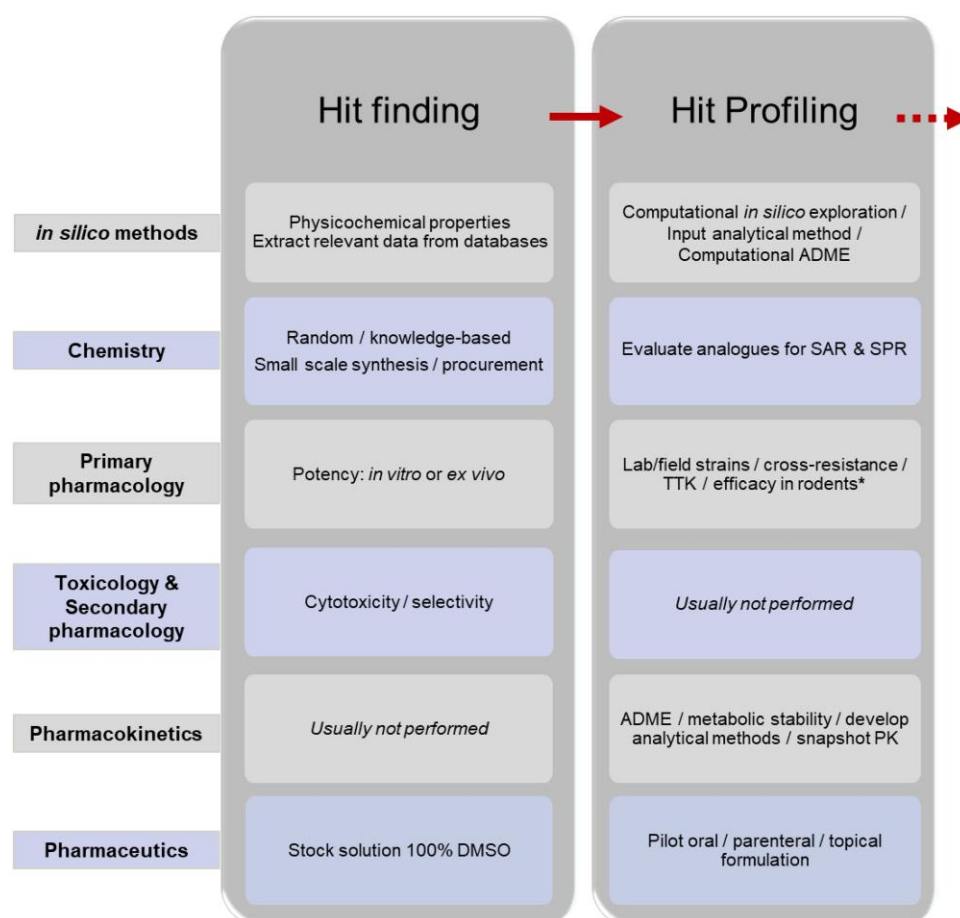 Hit finding
Hit Profiling
in silico methods
Physicochemical properties
Extract relevant data from databases
Computational in silico exploration /
Input analytical method /
Computational ADME
Chemistry
Random / knowledge-based
Small scale synthesis / procurement
Evaluate analogues for SAR & SPR
Primary
pharmacology
Potency: in vitro or ex vivo
Lab/field strains / cross-resistance /
TTK / efficacy in rodents*
Toxicology &
Secondary
pharmacology
Cytotoxicity / selectivity
Usually not performed
Pharmacokinetics
Usually not performed
ADME / metabolic stability / develop
analytical methods / snapshot PK
Pharmaceutics
Stock solution 100% DMSO
Pilot oral / parenteral / topical
formulation